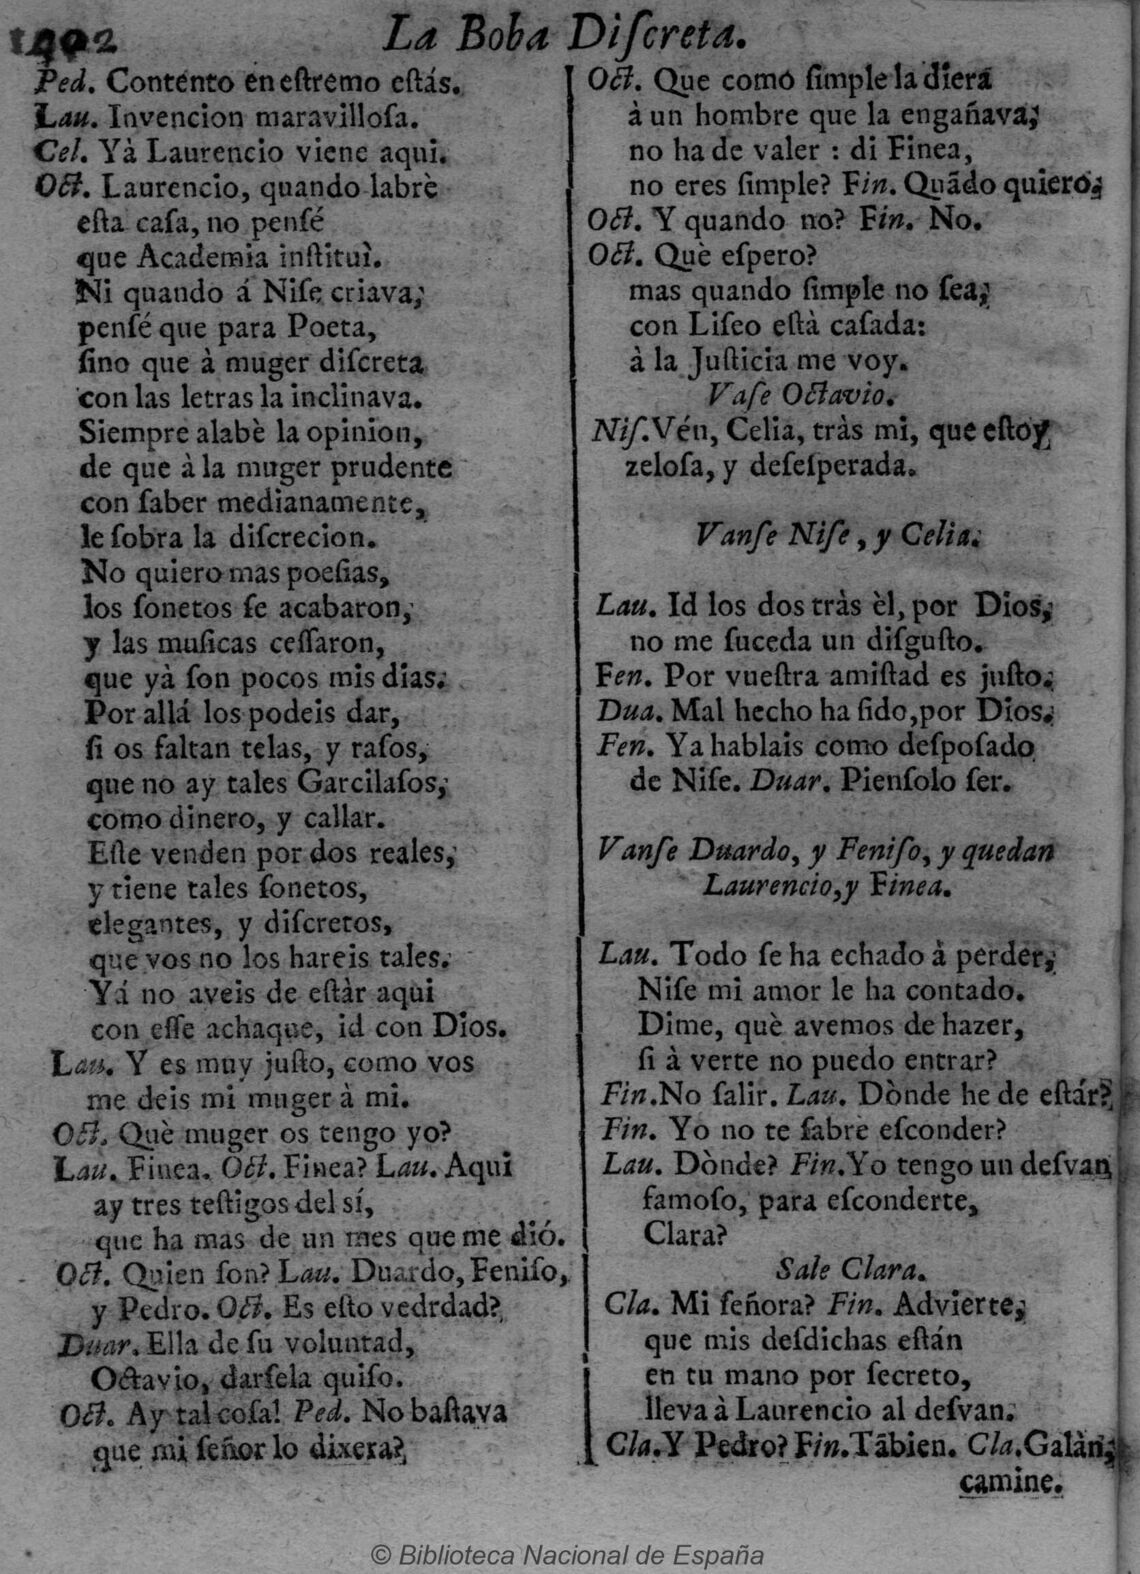 La Boba Diſcreta.
Ped. Contento en eſtremo eſtás.
Lau. Invencion maravilloſa.
Cel. Yà Laurencio viene aqui.
Oct. Laurencio, quando labrè
eſta caſa, no penſé
que Academia inſtituì.
Ni quando á Niſe criava,
penſé que para Poeta,
ſino que à muger diſcreta
con las letras la inclinava.
Siempre alabè la opinion,
de que à la muger prudente
con ſaber medianamente,
le ſobra la diſcrecion.
No quiero mas poeſias,
los ſonetos ſe acabaron,
y las muſicas ceſſaron,
que yà ſon pocos mis dias.
Por allá los podeis dar,
ſi os faltan telas, y raſos,
que no ay tales Garcilaſos,
como dinero, y callar.
Eſte venden por dos reales,
y tiene tales ſonetos,
elegantes, y diſcretos,
que vos no los hareis tales.
Yá no aveis de eſtàr aqui
con eſſe achaque, id con Dios.
Lau. Y es muy juſto, como vos
me deis mi muger à mi.
Oct. Què muger os tengo yo?
Lau. Finea. Oct. Finea? Lau. Aqui
ay tres teſtigos del sí,
que ha mas de un mes que me dió.
Oct. Quien ſon? Lau. Duardo, Feniſo,
y Pedro. Oct. Es eſto vedrdad?
Duar. Ella de ſu voluntad,
Octavio, darſela quiſo.
Oct. Ay tal coſa! Ped. No baſtava
que mi ſeñor lo dixera?
Oct. Que como ſimple la diera
à un hombre que la engañava,
no ha de valer : di Finea,
no eres ſimple? Fin. Quãdo quiero.
Oct. Y quando no? Fin. No.
Oct. Què eſpero?
mas quando ſimple no ſea,
con Liſeo eſtà caſada:
à la Juſticia me voy.
Vaſe Octavio.
Niſ. Vén, Celia, tràs mi, que eſtoy
zeloſa, y deſeſperada.
Vanſe Niſe, y Celia.
Lau. Id los dos tràs èl, por Dios,
no me ſuceda un diſguſto.
Fen. Por vueſtra amiſtad es juſto.
Dua. Mal hecho ha ſido, por Dios.
Fen. Ya hablais como deſpoſado
de Niſe. Duar. Pienſolo ſer.
Vanſe Duardo, y Feniſo, y quedan
Laurencio, y Finea.
Lau. Todo ſe ha echado à perder,
Niſe mi amor le ha contado.
Dime, què avemos de hazer,
ſi à verte no puedo entrar?
Fin. No ſalir. Lau. Dònde he de eſtár?
Fin. Yo no te ſabrè eſconder?
Lau. Dònde? Fin. Yo tengo un deſvan
famoſo, para eſconderte,
Clara?
Sale Clara.
Cla. Mi ſeñora? Fin. Advierte,
que mis deſdichas eſtán
en tu mano por ſecreto,
lleva à Laurencio al deſvan.
Cla. Y Pedro? Fin. Tãbien. Cla. Galàn,
camine.
© Biblioteca Nacional de España